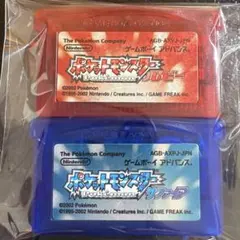 The Pokémon Company AGB-AXVJ-JPN
Nintendo ゲームボーイ アドバンス
ポケットモンスター
ルビー
©2002 Pokémon
©1995-2002 Nintendo / Creatures inc. / GAME FREAK inc.
The Pokémon Company AGB-AXPJ-JPN
Nintendo ゲームボーイ アドバンス
ポケットモンスター
サファイア
©2002 Pokémon
©1995-2002 Nintendo / Creatures inc. / GAME FREAK inc.